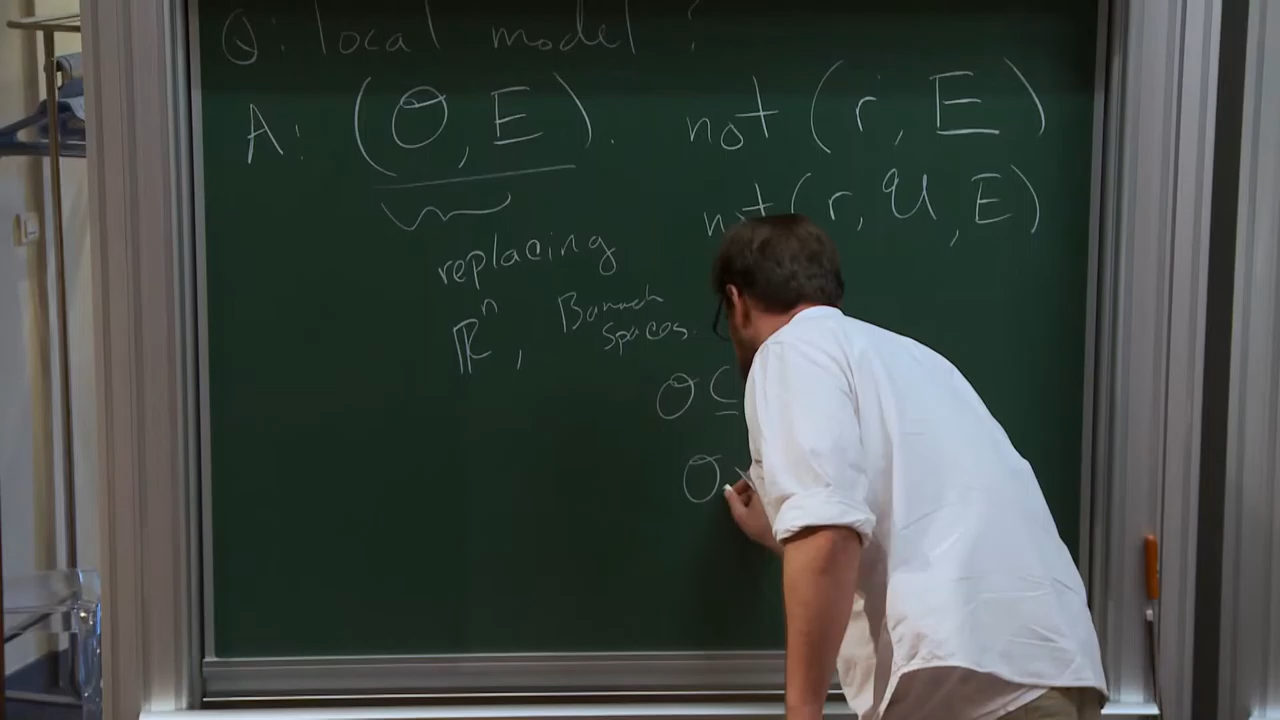 Q: local model ?
A: (O, E). not (r, E)
not (r, U, E)
replacing
ℝⁿ, Banach
spaces.
O ⊆
O